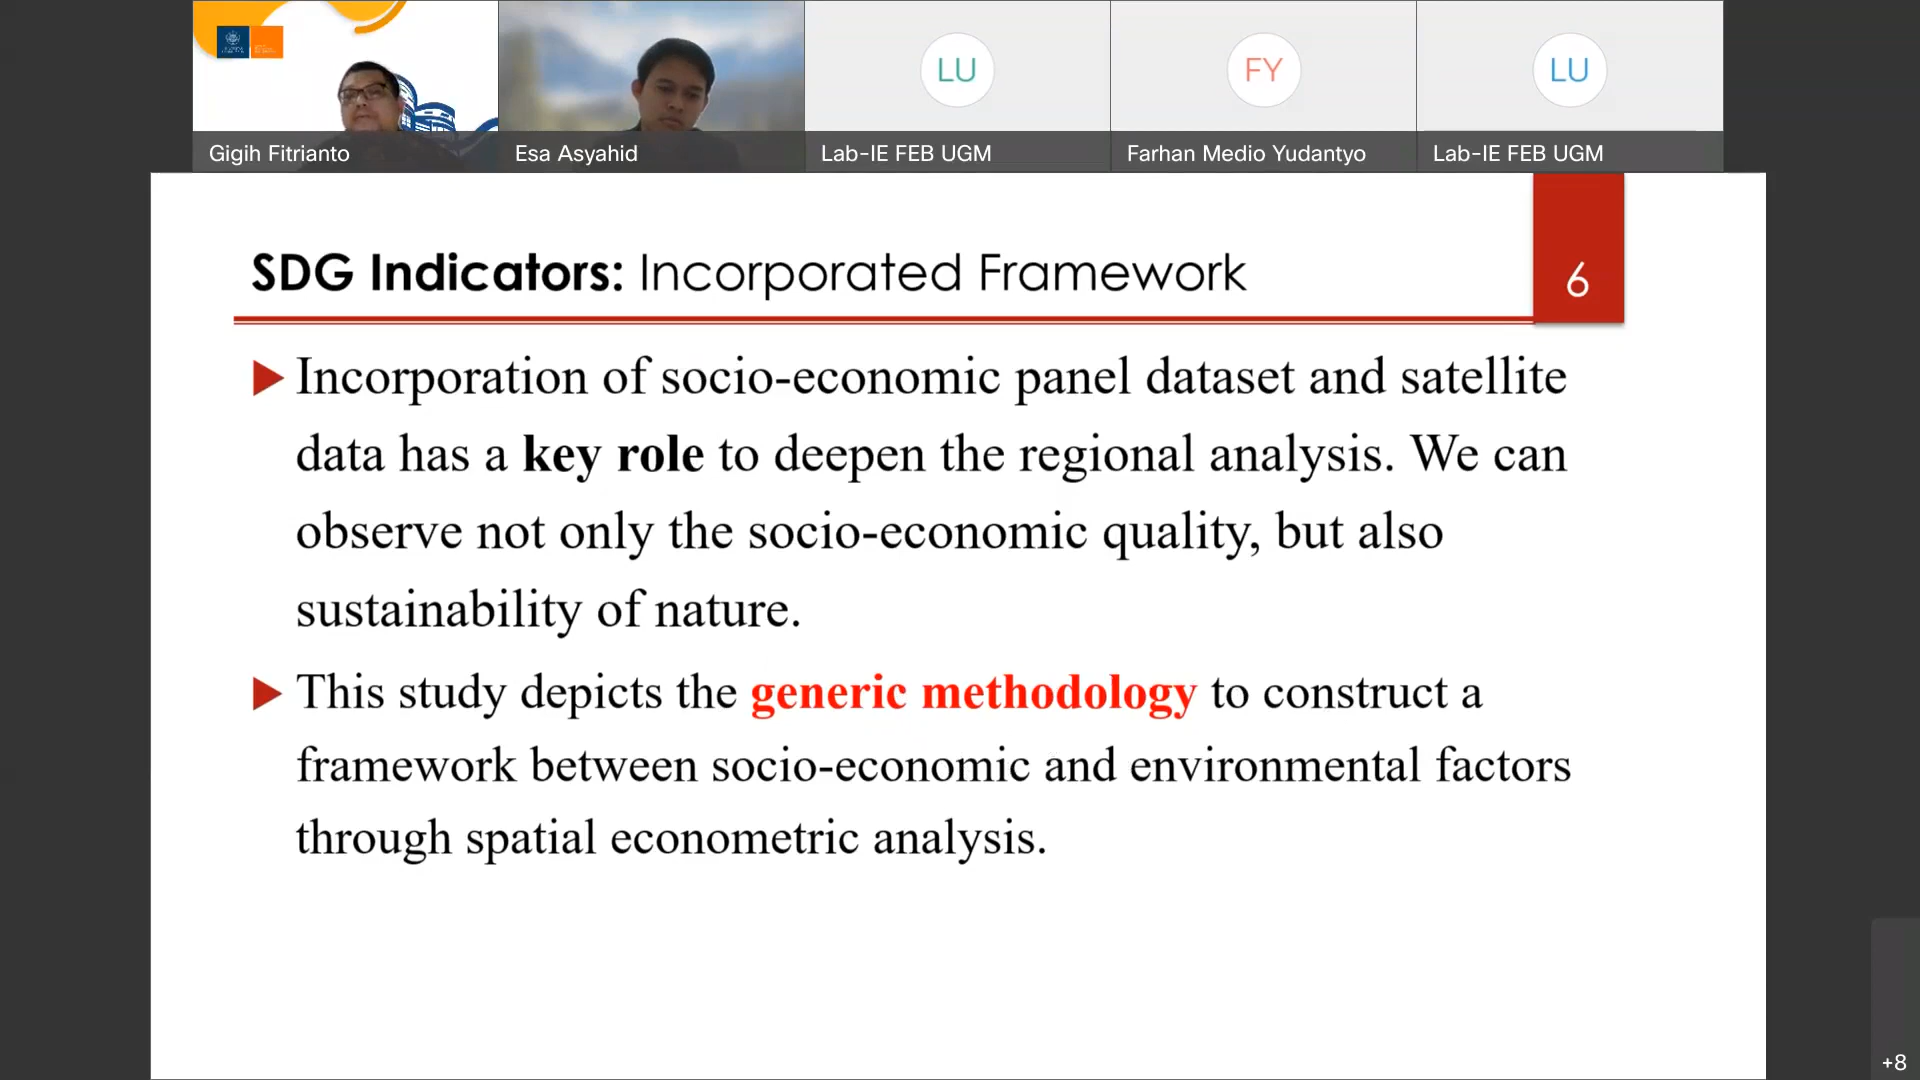 LU
FY
LU
Gigih Fitrianto
Esa Asyahid
Lab-IE FEB UGM
Farhan Medio Yudantyo
Lab-IE FEB UGM
SDG Indicators: Incorporated Framework
6
Incorporation of socio-economic panel dataset and satellite
data has a key role to deepen the regional analysis. We can
observe not only the socio-economic quality, but also
sustainability of nature.
This study depicts the generic methodology to construct a
framework between socio-economic and environmental factors
through spatial econometric analysis.
+8